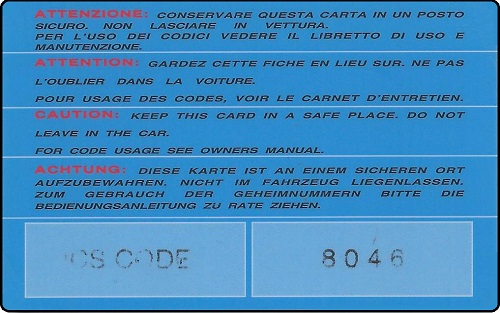 ATTENZIONE: CONSERVARE QUESTA CARTA IN UN POSTO
SICURO. NON LASCIARE IN VETTURA.
PER L'USO DEI CODICI VEDERE IL LIBRETTO DI USO E
MANUTENZIONE.
ATTENTION: GARDEZ CETTE FICHE EN LIEU SUR. NE PAS
L'OUBLIER DANS LA VOITURE.
POUR USAGE DES CODES, VOIR LE CARNET D'ENTRETIEN.
CAUTION: KEEP THIS CARD IN A SAFE PLACE. DO NOT
LEAVE IN THE CAR.
FOR CODE USAGE SEE OWNERS MANUAL.
ACHTUNG: DIESE KARTE IST AN EINEM SICHEREN ORT
AUFZUBEWAHREN. NICHT IM FAHRZEUG LIEGENLASSEN.
ZUM GEBRAUCH DER GEHEIMNUMMERN BITTE DIE
BEDIENUNGSANLEITUNG ZU RATE ZIEHEN.
CODE 8046